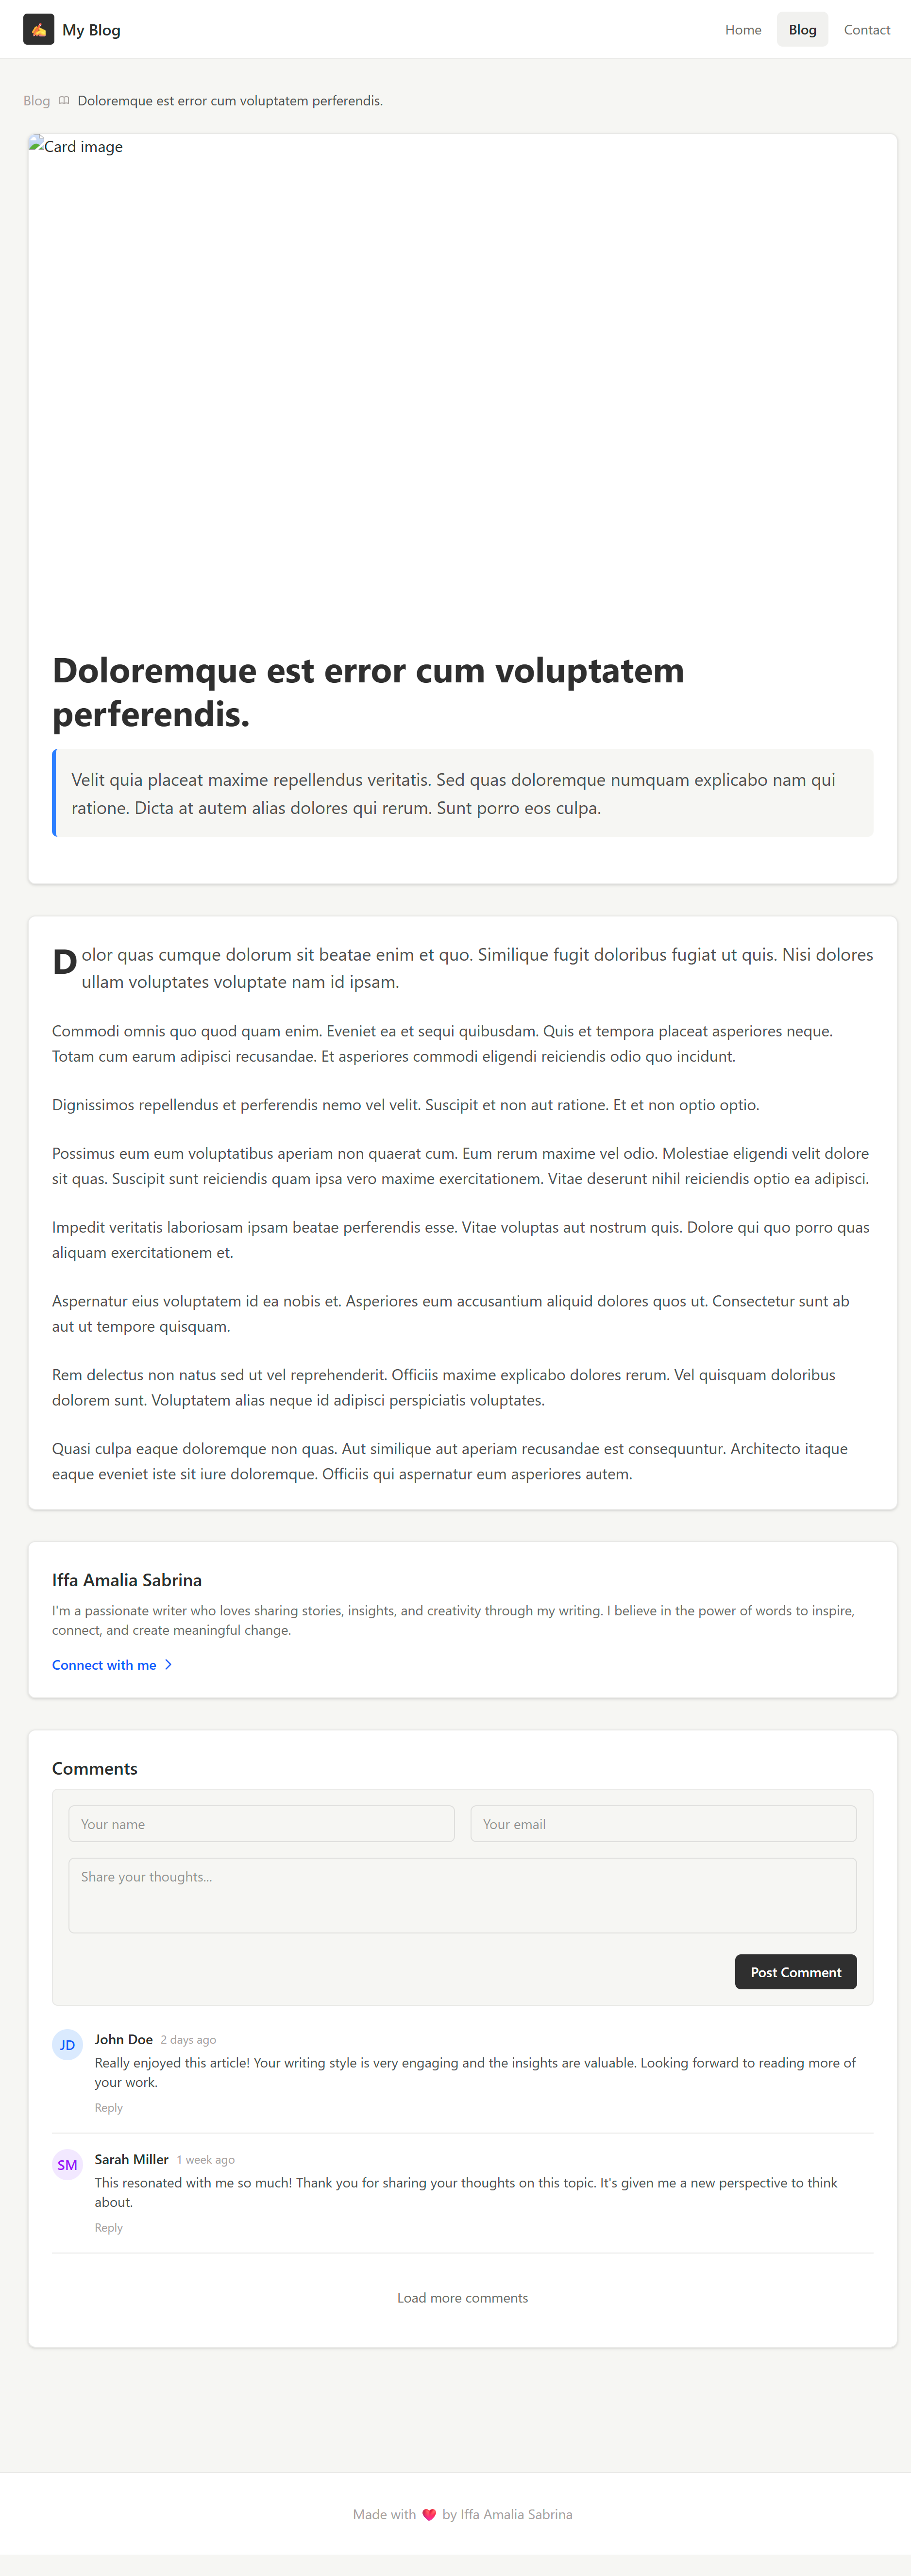 My Blog
Home Blog Contact
Blog Doloremque est error cum voluptatem perferendis.
Card image
Doloremque est error cum voluptatem
perferendis.
Velit quia placeat maxime repellendus veritatis. Sed quas doloremque numquam explicabo nam qui
ratione. Dicta at autem alias dolores qui rerum. Sunt porro eos culpa.
Dolor quas cumque dolorum sit beatae enim et quo. Similique fugit doloribus fugiat ut quis. Nisi dolores
ullam voluptates voluptate nam id ipsam.
Commodi omnis quo quod quam enim. Eveniet ea et sequi quibusdam. Quis et tempora placeat asperiores neque.
Totam cum earum adipisci recusandae. Et asperiores commodi eligendi reiciendis odio quo incidunt.
Dignissimos repellendus et perferendis nemo vel velit. Suscipit et non aut ratione. Et et non optio optio.
Possimus eum eum voluptatibus aperiam non quaerat cum. Eum rerum maxime vel odio. Molestiae eligendi velit dolore
sit quas. Suscipit sunt reiciendis quam ipsa vero maxime exercitationem. Vitae deserunt nihil reiciendis optio ea adipisci.
Impedit veritatis laboriosam ipsam beatae perferendis esse. Vitae voluptas aut nostrum quis. Dolore qui quo porro quas
aliquam exercitationem et.
Aspernatur eius voluptatem id ea nobis et. Asperiores eum accusantium aliquid dolores quos ut. Consectetur sunt ab
aut ut tempore quisquam.
Rem delectus non natus sed ut vel reprehenderit. Officiis maxime explicabo dolores rerum. Vel quisquam doloribus
dolorem sunt. Voluptatem alias neque id adipisci perspiciatis voluptates.
Quasi culpa eaque doloremque non quas. Aut similique aut aperiam recusandae est consequuntur. Architecto itaque
eaque eveniet iste sit iure doloremque. Officiis qui aspernatur eum asperiores autem.
Iffa Amalia Sabrina
I'm a passionate writer who loves sharing stories, insights, and creativity through my writing. I believe in the power of words to inspire,
connect, and create meaningful change.
Connect with me
Comments
Your name
Your email
Share your thoughts...
Post Comment
JD
John Doe 2 days ago
Really enjoyed this article! Your writing style is very engaging and the insights are valuable. Looking forward to reading more of
your work.
Reply
SM
Sarah Miller 1 week ago
This resonated with me so much! Thank you for sharing your thoughts on this topic. It's given me a new perspective to think
about.
Reply
Load more comments
Made with ❤️ by Iffa Amalia Sabrina